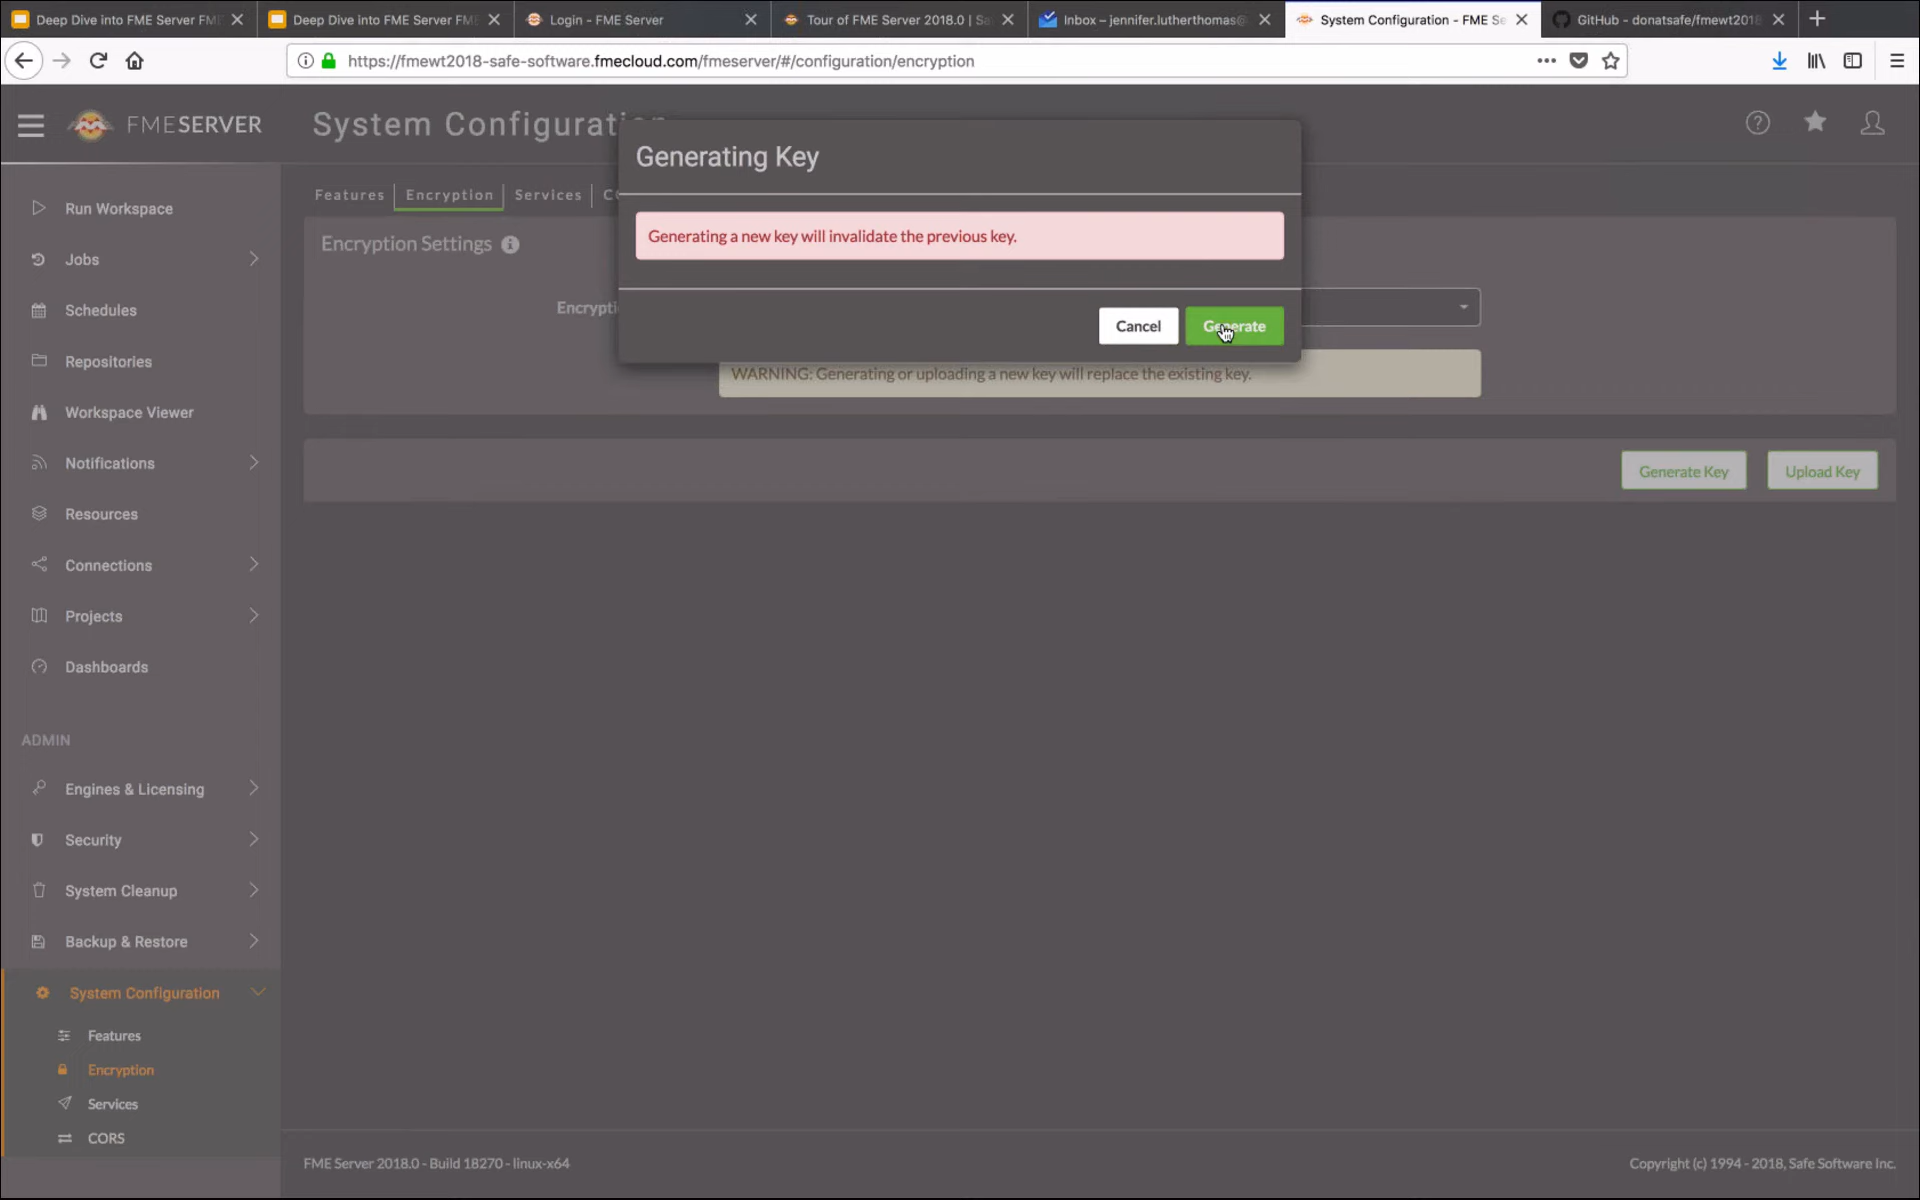 Deep Dive into FME Server FME
Deep Dive into FME Server FME
Login - FME Server
Tour of FME Server 2018.0 | Sa
Inbox – jennifer.lutherthomas@
System Configuration - FME Se
GitHub - donatsafe/fmewt2018
https://fmewt2018-safe-software.fmecloud.com/fmeserver/#/configuration/encryption
FMESERVER
System Configurati
Generating Key
Generating a new key will invalidate the previous key.
Cancel
Generate
Features
Encryption
Services
Encryption Settings
Encrypti
WARNING: Generating or uploading a new key will replace the existing key.
Generate Key
Upload Key
Run Workspace
Jobs
Schedules
Repositories
Workspace Viewer
Notifications
Resources
Connections
Projects
Dashboards
ADMIN
Engines & Licensing
Security
System Cleanup
Backup & Restore
System Configuration
Features
Encryption
Services
CORS
FME Server 2018.0 - Build 18270 - linux-x64
Copyright (c) 1994 - 2018, Safe Software Inc.